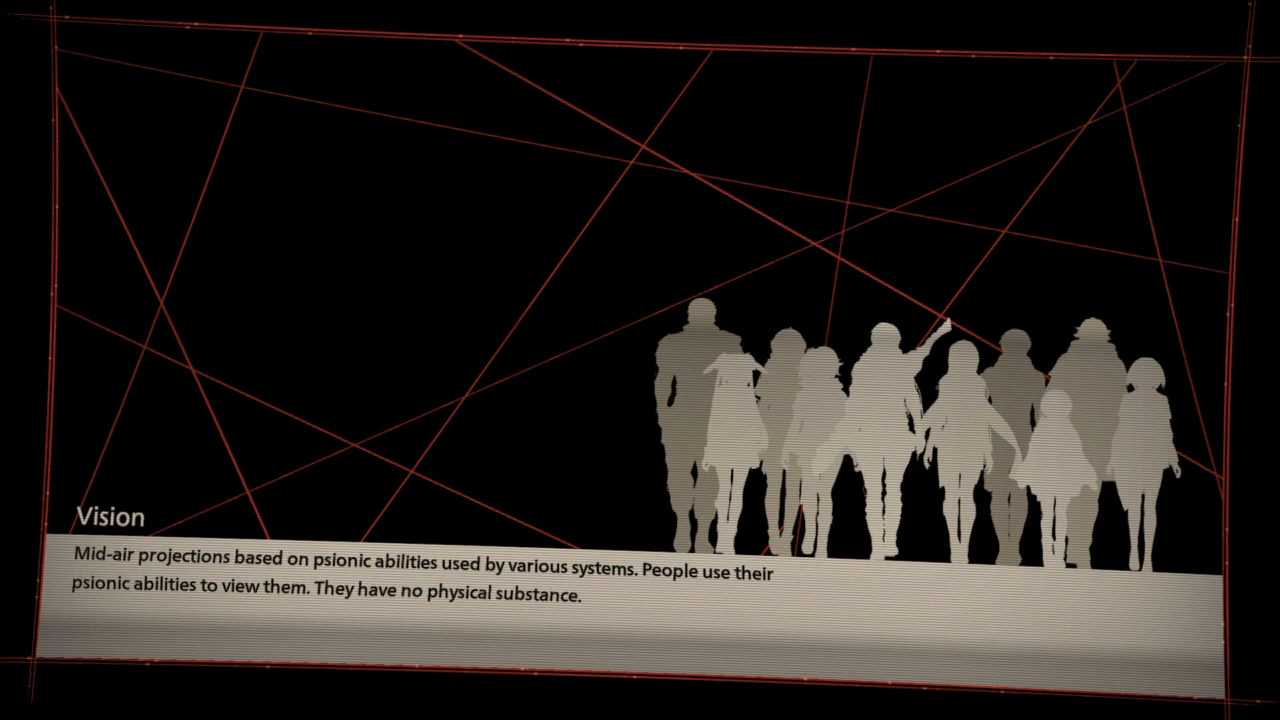 Vision
Mid-air projections based on psionic abilities used by various systems. People use their
psionic abilities to view them. They have no physical substance.